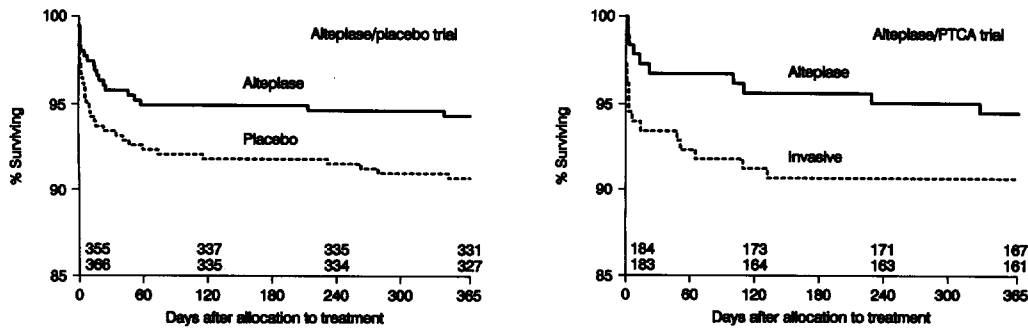 Alteplase/placebo trial
% Surviving
100
95
90
85
Alteplase
Placebo
355 337 335 331
366 335 334 327
0 60 120 180 240 300 365
Days after allocation to treatment
Alteplase/PTCA trial
% Surviving
100
95
90
85
Alteplase
Invasive
184 173 171 167
183 164 163 161
0 60 120 180 240 300 365
Days after allocation to treatment